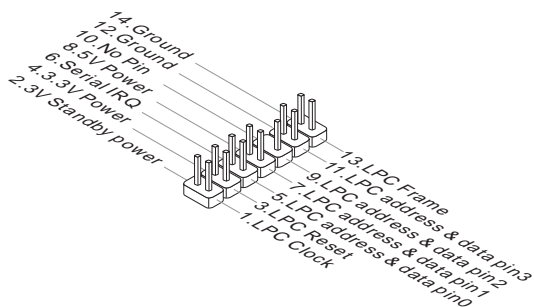 14.Ground
12.Ground
10.No Pin
8.5V Power
6.Serial IRQ
4.3.3V Power
2.3V Standby power
13.LPC Frame
11.LPC address & data pin3
9.LPC address & data pin2
7.LPC address & data pin1
5.LPC address & data pin0
3.LPC Reset
1.LPC Clock